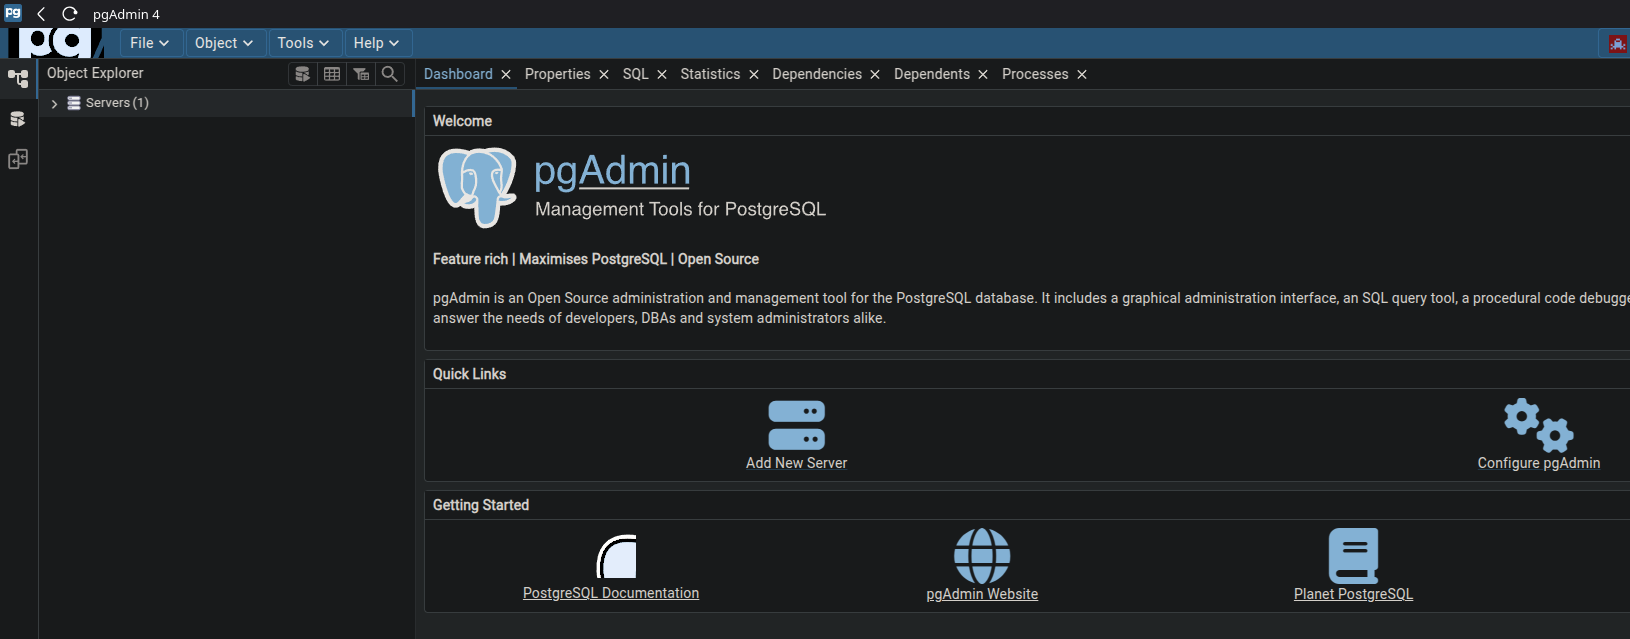 pg pgAdmin 4
pg File Object Tools Help
Object Explorer
Servers (1)
Dashboard Properties SQL Statistics Dependencies Dependents Processes
Welcome
pgAdmin
Management Tools for PostgreSQL
Feature rich | Maximises PostgreSQL | Open Source
pgAdmin is an Open Source administration and management tool for the PostgreSQL database. It includes a graphical administration interface, an SQL query tool, a procedural code debugge
answer the needs of developers, DBAs and system administrators alike.
Quick Links
Add New Server Configure pgAdmin
Getting Started
PostgreSQL Documentation pgAdmin Website Planet PostgreSQL